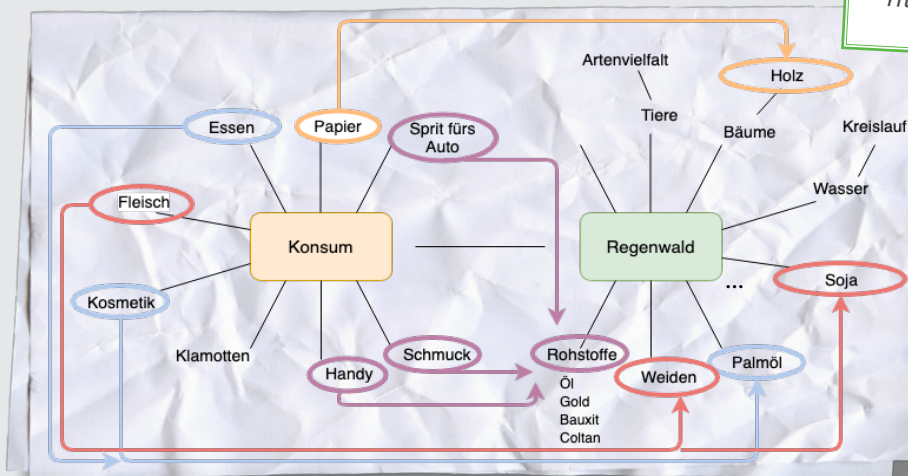 Artenvielfalt
Holz
Essen
Papier
Sprit fürs
Auto
Tiere
Bäume
Kreislauf
Fleisch
Wasser
Konsum
Regenwald
Kosmetik
Soja
...
Klamotten
Handy
Schmuck
Rohstoffe
Öl
Gold
Bauxit
Coltan
Weiden
Palmöl